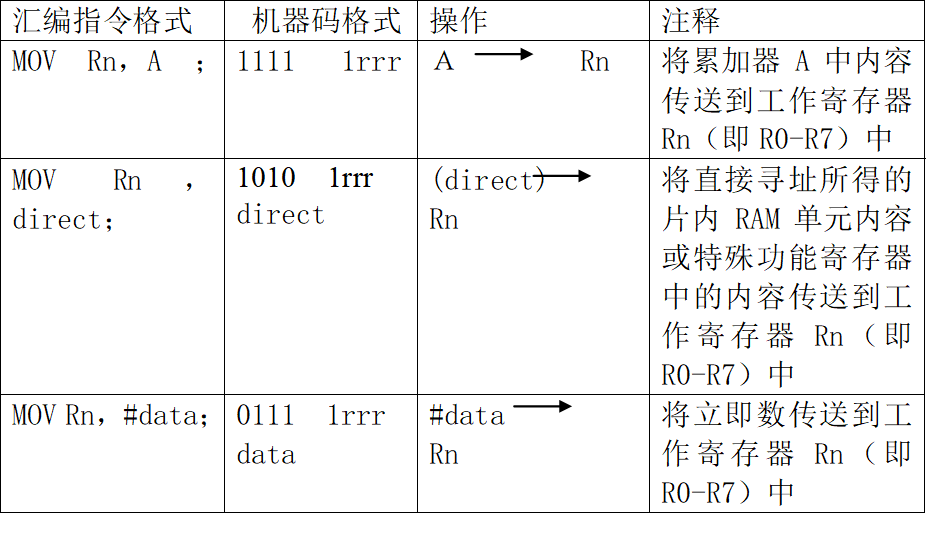 汇编指令格式 机器码格式 操作 注释
MOV Rn，A ； 1111 1rrr A Rn 将累加器 A 中内容
传送到工作寄存器
Rn（即 R0-R7）中
MOV Rn ， 1010 1rrr (direct) 将直接寻址所得的
direct； direct Rn 片内 RAM 单元内容
或特殊功能寄存器
中的内容传送到工
作寄存器 Rn（即
R0-R7）中
MOV Rn，#data； 0111 1rrr #data 将立即数传送到工
data Rn 作寄存器 Rn（即
R0-R7）中